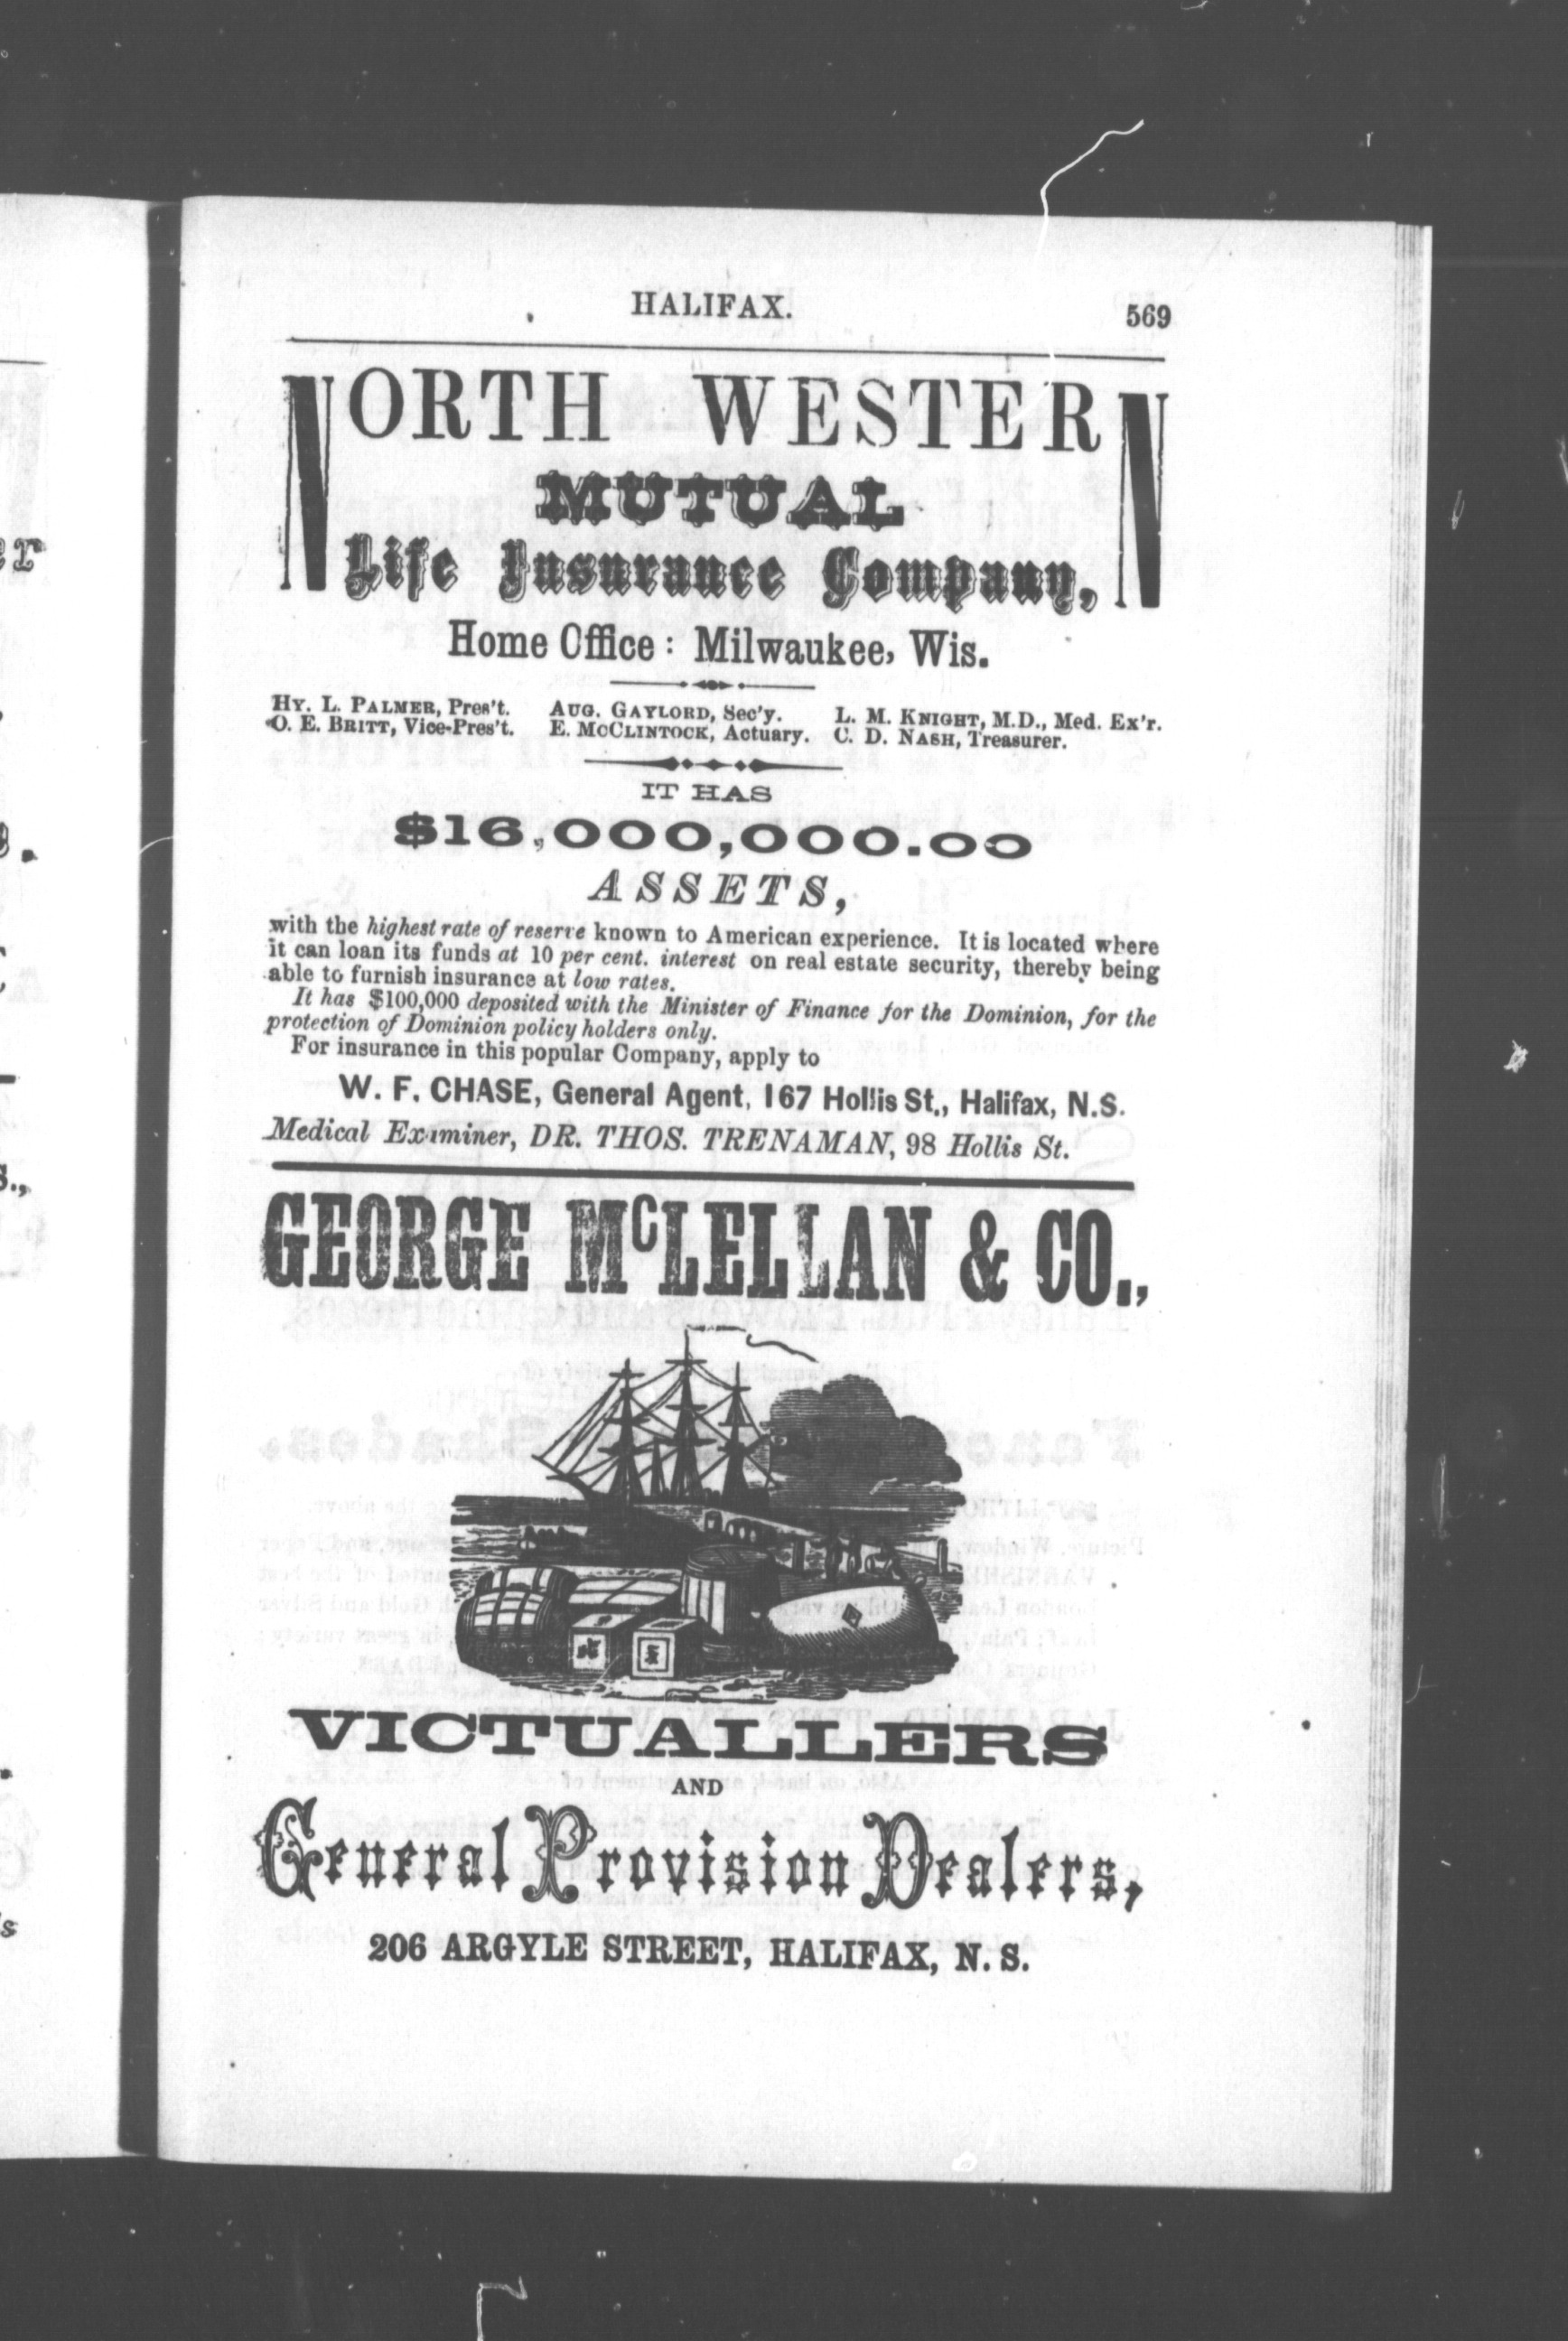 HALIFAX. 569
NORTH WESTERN
MUTUAL
Life Insurance Company,
Home Office: Milwaukee, Wis.
HY. L. PALMER, Pres't. AUG. GAYLORD, Sec'y. L. M. KNIGHT, M.D., Med. Ex'r.
O. E. BRITT, Vice-Pres't. E. MCCLINTOCK, Actuary. C. D. NASH, Treasurer.
IT HAS
$16,000,000.00
ASSETS,
with the highest rate of reserve known to American experience. It is located where
it can loan its funds at 10 per cent. interest on real estate security, thereby being
able to furnish insurance at low rates.
It has $100,000 deposited with the Minister of Finance for the Dominion, for the
protection of Dominion policy holders only.
For insurance in this popular Company, apply to
W. F. CHASE, General Agent, 167 Hollis St., Halifax, N.S.
Medical Examiner, DR. THOS. TRENAMAN, 98 Hollis St.
GEORGE McLELLAN & CO.,
VICTUALLERS
AND
General Provision Dealers,
206 ARGYLE STREET, HALIFAX, N. S.